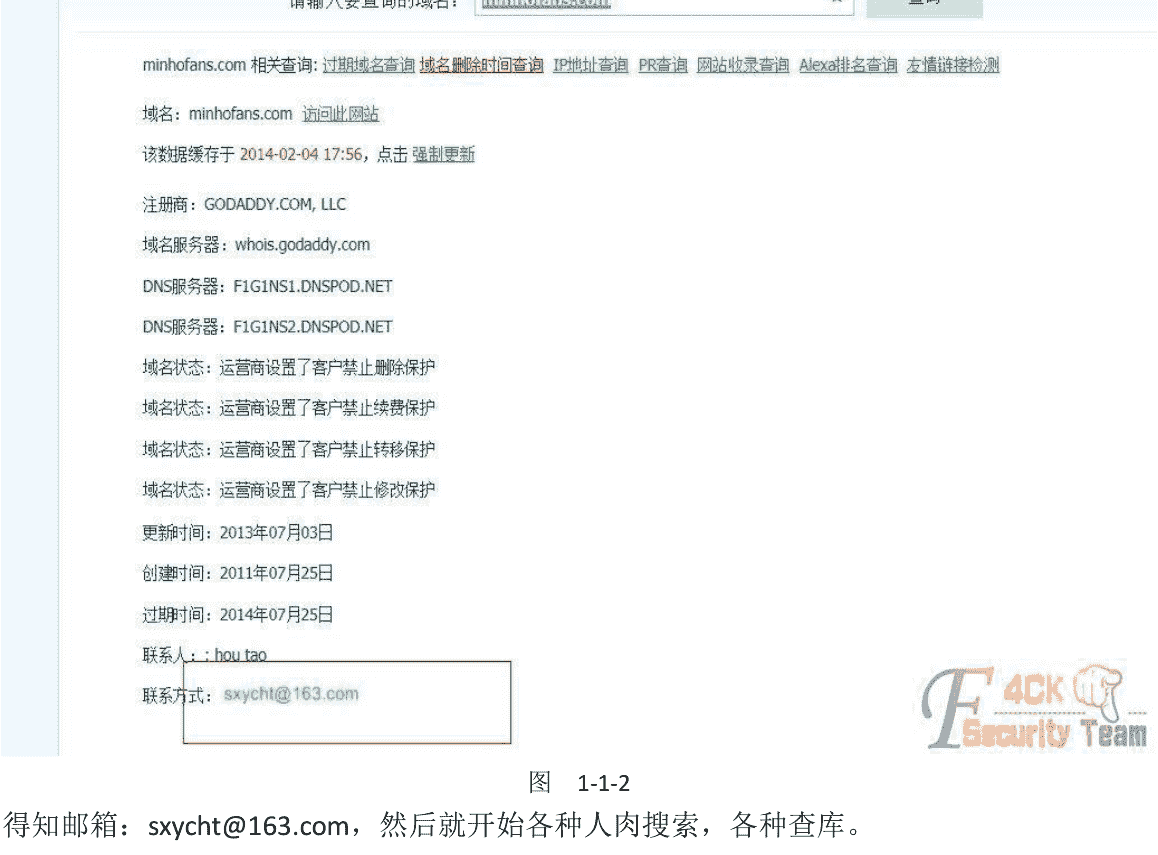 请输入要查询的域名： minhofans.com 查询
minhofans.com 相关查询: 过期域名查询 域名删除时间查询 IP地址查询 PR查询 网站收录查询 Alexa排名查询 友情链接检测
域名：minhofans.com 访问此网站
该数据缓存于 2014-02-04 17:56，点击 强制更新
注册商：GODADDY.COM, LLC
域名服务器：whois.godaddy.com
DNS服务器：F1G1NS1.DNSPOD.NET
DNS服务器：F1G1NS2.DNSPOD.NET
域名状态：运营商设置了客户禁止删除保护
域名状态：运营商设置了客户禁止续费保护
域名状态：运营商设置了客户禁止转移保护
域名状态：运营商设置了客户禁止修改保护
更新时间：2013年07月03日
创建时间：2011年07月25日
过期时间：2014年07月25日
联系人：: hou tao
联系方式：sxycht@163.com
F4CK
Security Team
图 1-1-2
得知邮箱：sxycht@163.com，然后就开始各种人肉搜索，各种查库。